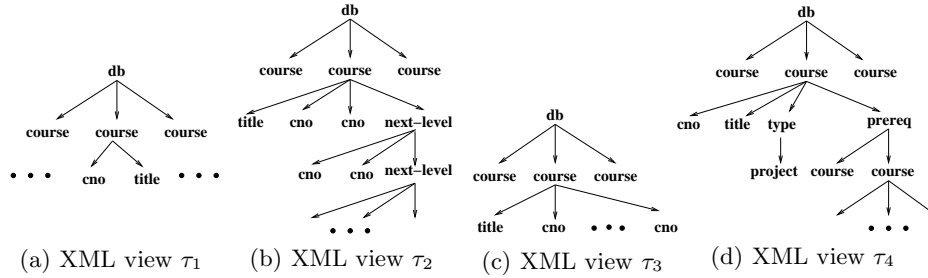 db
course course course
cno title
• • • • • •
(a) XML view τ1
db
course course course
title cno cno next–level
cno cno next–level
• • •
(b) XML view τ2
db
course course course
title cno • • • cno
(c) XML view τ3
db
course course course
cno title type prereq
project course course
• • •
(d) XML view τ4